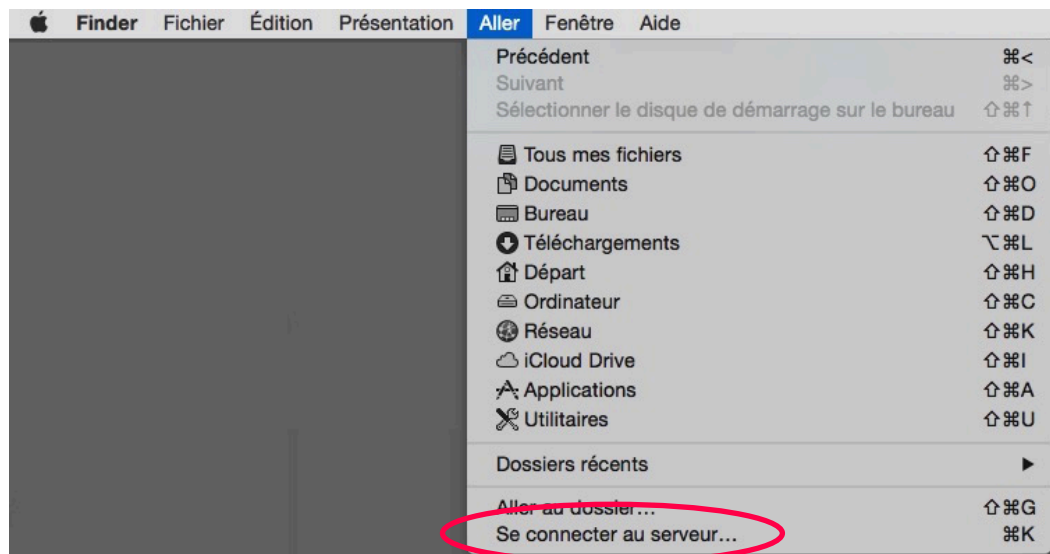 Finder Fichier Édition Présentation Aller Fenêtre Aide
Précédent ⌘<
Suivant ⌘>
Sélectionner le disque de démarrage sur le bureau ⇧⌘↑
Tous mes fichiers ⇧⌘F
Documents ⇧⌘O
Bureau ⇧⌘D
Téléchargements ⌥⌘L
Départ ⇧⌘H
Ordinateur ⇧⌘C
Réseau ⇧⌘K
iCloud Drive ⇧⌘I
Applications ⇧⌘A
Utilitaires ⇧⌘U
Dossiers récents ▶
Aller au dossier... ⇧⌘G
Se connecter au serveur... ⌘K